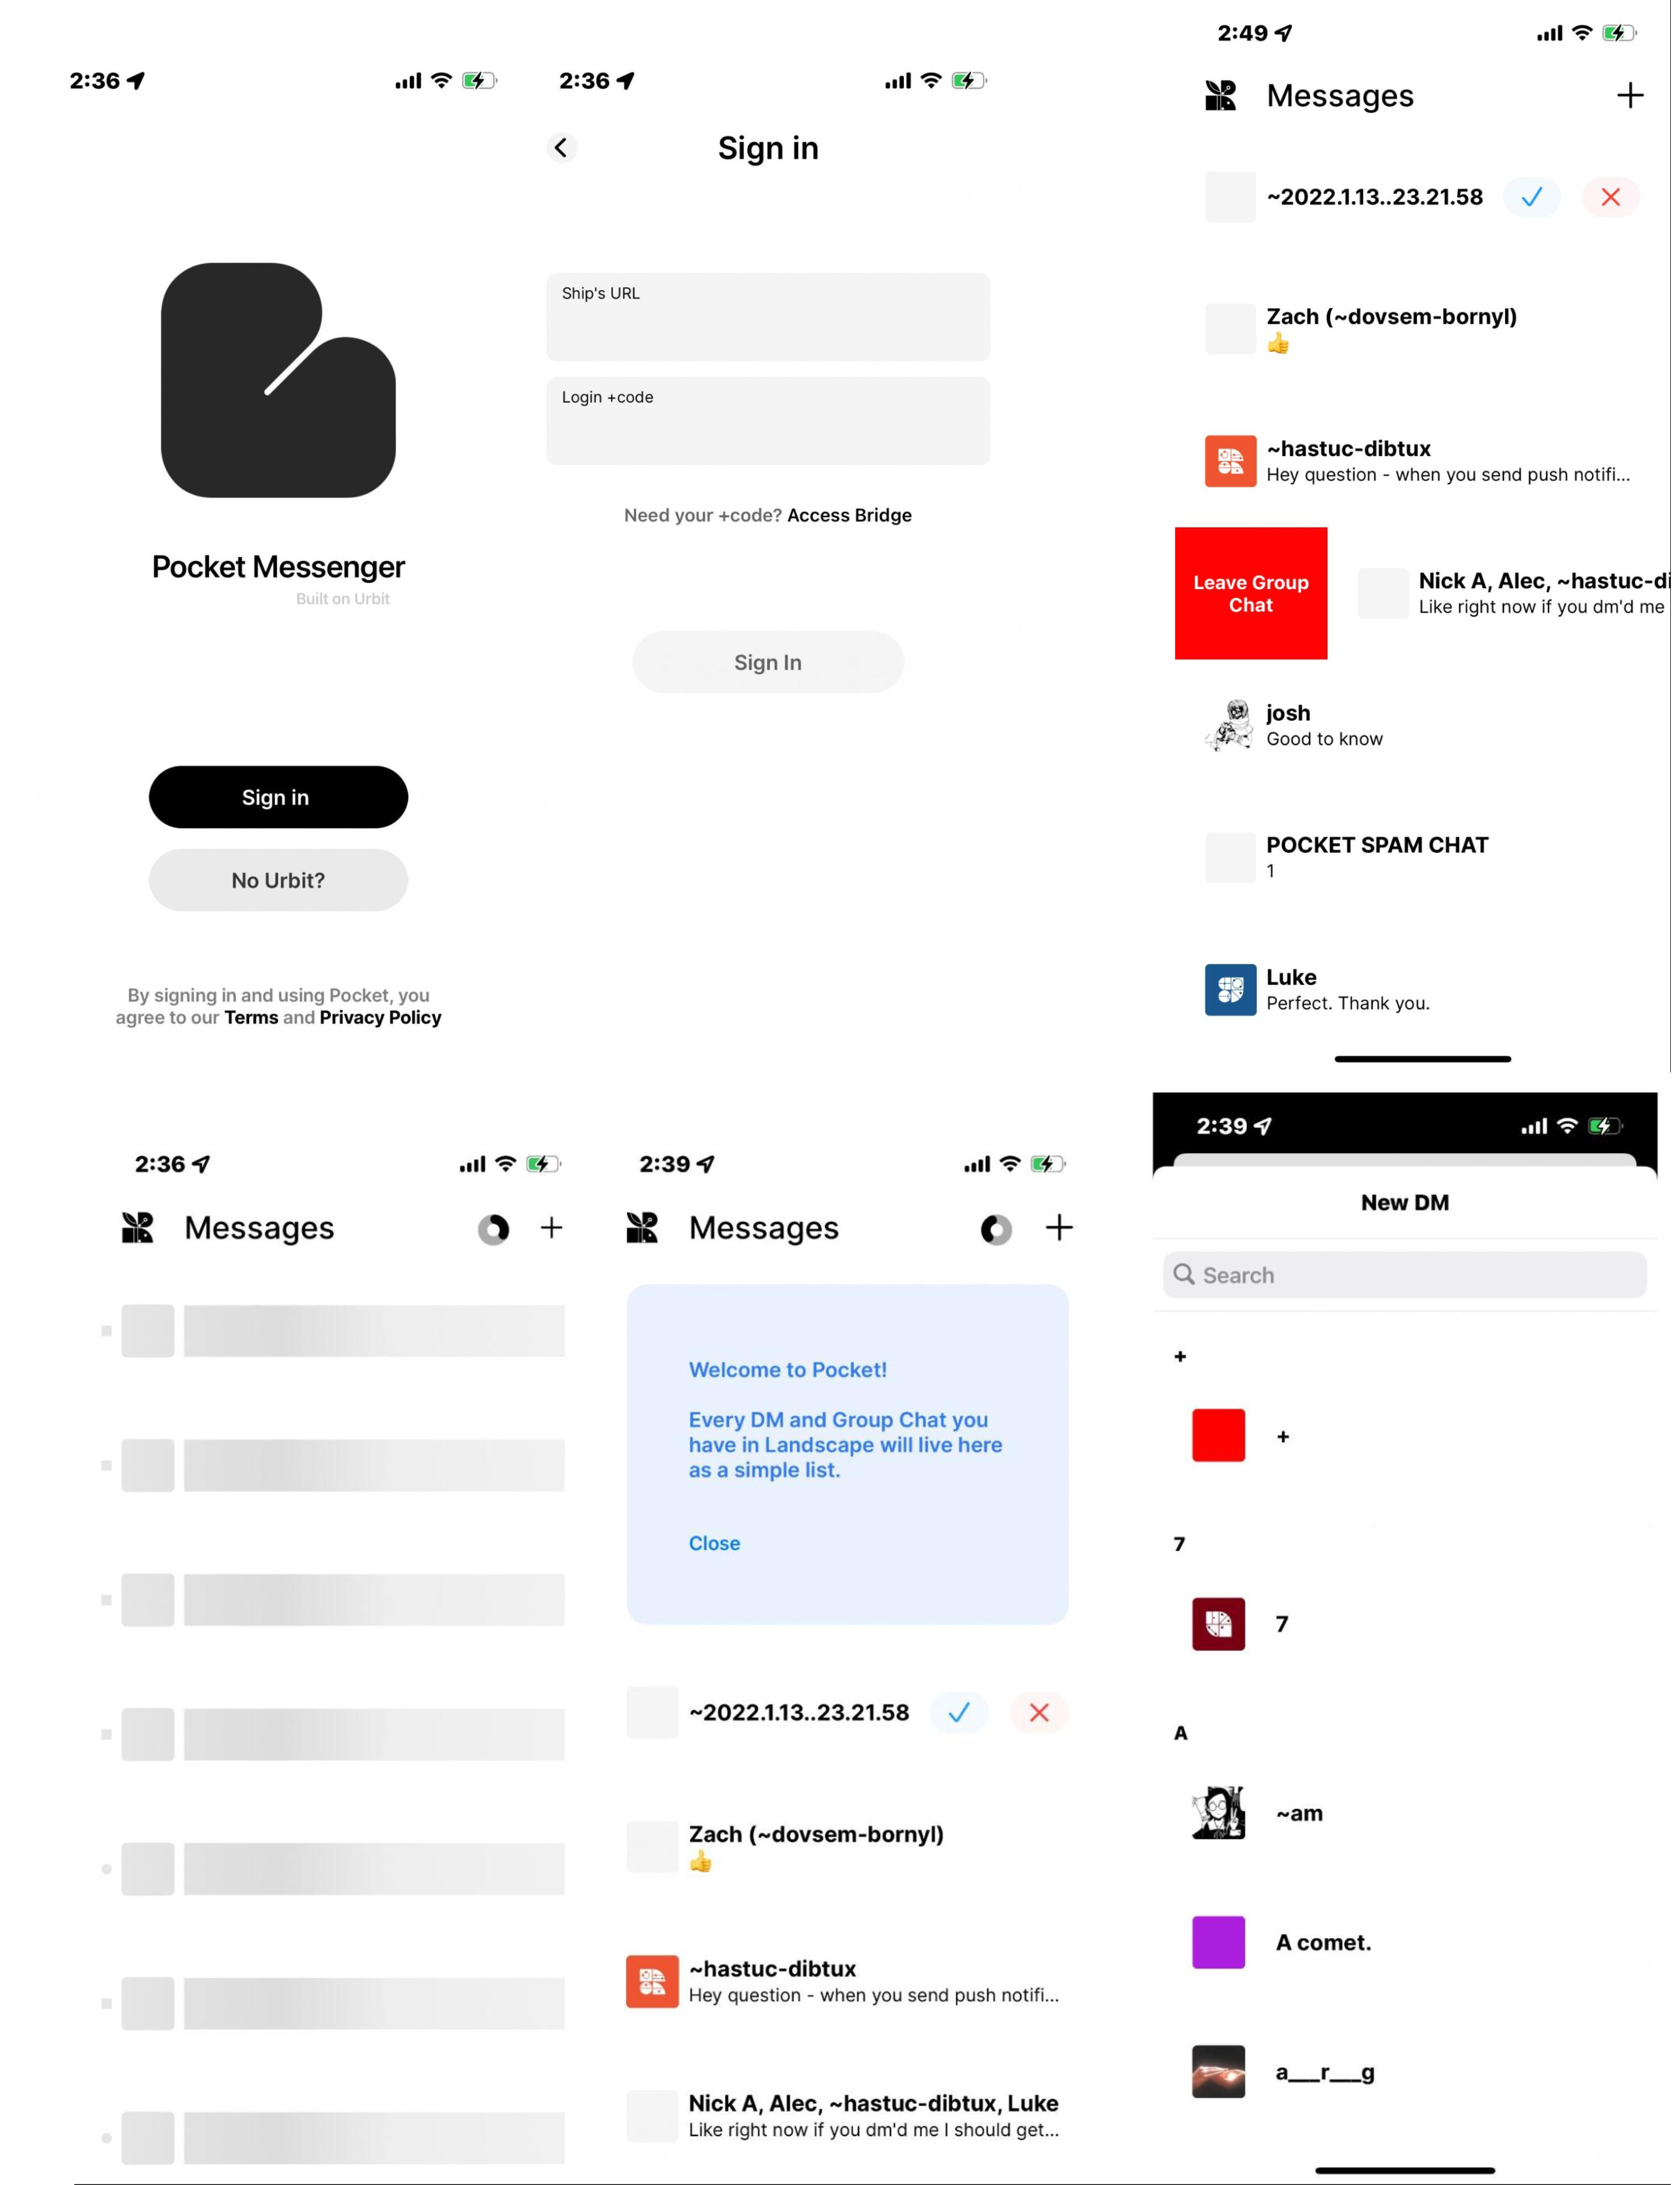 2:36
Pocket Messenger
Built on Urbit
Sign in
No Urbit?
By signing in and using Pocket, you
agree to our Terms and Privacy Policy
2:36
Sign in
Ship's URL
Login +code
Need your +code? Access Bridge
Sign In
2:49
Messages
~2022.1.13..23.21.58
Zach (~dovsem-bornyl)
👍
~hastuc-dibtux
Hey question - when you send push notifi...
Leave Group
Chat
Nick A, Alec, ~hastuc-di
Like right now if you dm'd me
josh
Good to know
POCKET SPAM CHAT
1
Luke
Perfect. Thank you.
2:36
Messages
2:39
Messages
Welcome to Pocket!
Every DM and Group Chat you
have in Landscape will live here
as a simple list.
Close
~2022.1.13..23.21.58
Zach (~dovsem-bornyl)
👍
~hastuc-dibtux
Hey question - when you send push notifi...
Nick A, Alec, ~hastuc-dibtux, Luke
Like right now if you dm'd me I should get...
2:39
New DM
Search
+
+
7
7
A
~am
A comet.
a___r___g